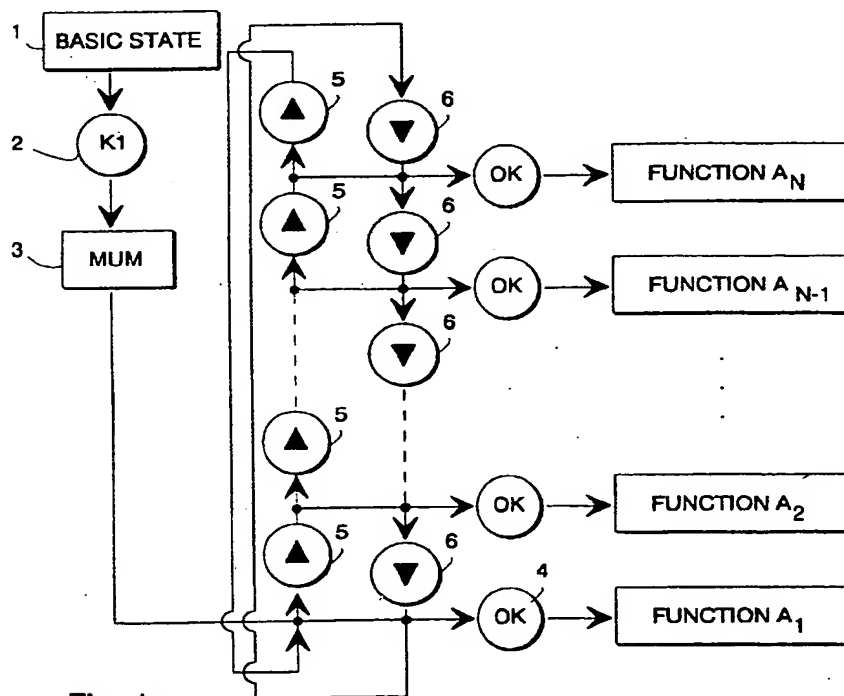 1
BASIC STATE
2
K1
3
MUM
5
6
OK
FUNCTION A_N
5
6
OK
FUNCTION A_N-1
6
5
OK
FUNCTION A_2
5
6
4
OK
FUNCTION A_1